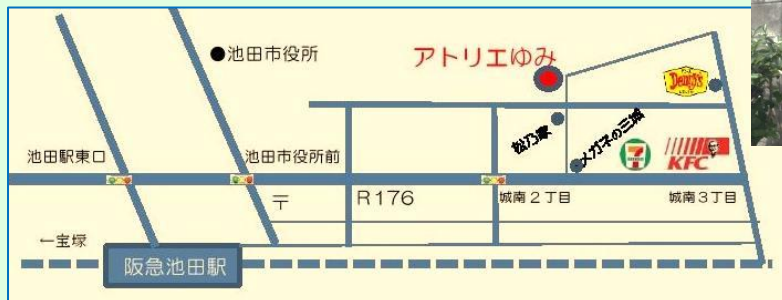 ●池田市役所
アトリエゆみ
Denny's
松乃家
メガネの三城
7
KFC
池田駅東口
池田市役所前
〒
R176
城南2丁目
城南3丁目
←宝塚
阪急池田駅